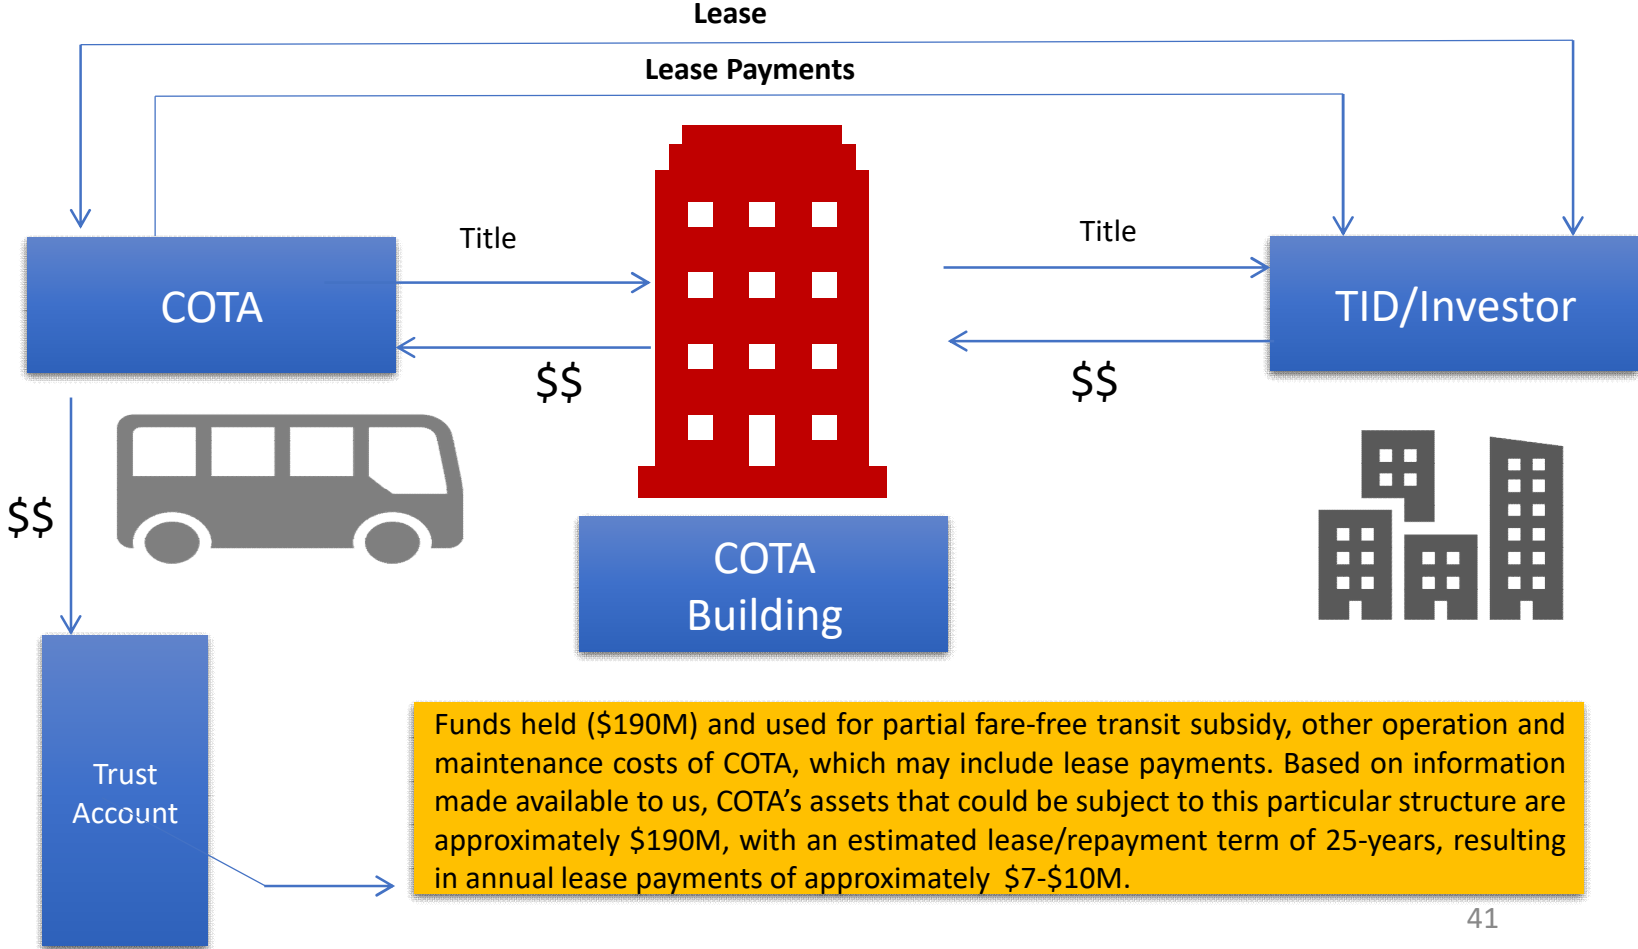 Lease
Lease Payments
Title
Title
COTA
TID/Investor
$$
$$
$$
COTA
Building
Trust
Account
Funds held ($190M) and used for partial fare-free transit subsidy, other operation and
maintenance costs of COTA, which may include lease payments. Based on information
made available to us, COTA’s assets that could be subject to this particular structure are
approximately $190M, with an estimated lease/repayment term of 25-years, resulting
in annual lease payments of approximately $7-$10M.
41